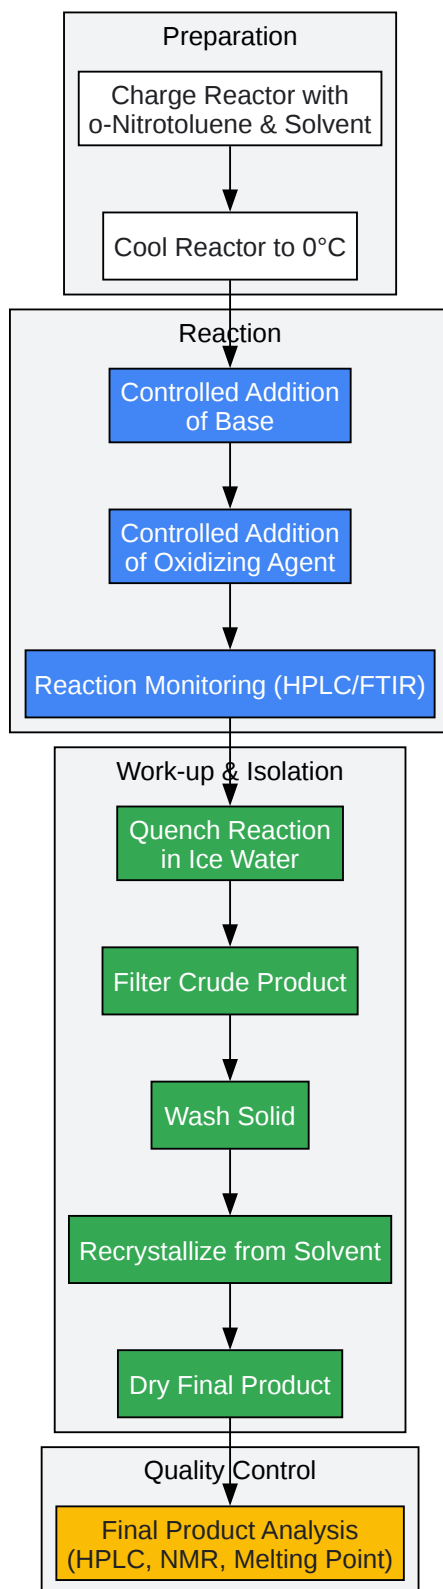 Preparation
Charge Reactor with
o-Nitrotoluene & Solvent
Cool Reactor to 0°C
Reaction
Controlled Addition
of Base
Controlled Addition
of Oxidizing Agent
Reaction Monitoring (HPLC/FTIR)
Work-up & Isolation
Quench Reaction
in Ice Water
Filter Crude Product
Wash Solid
Recrystallize from Solvent
Dry Final Product
Quality Control
Final Product Analysis
(HPLC, NMR, Melting Point)